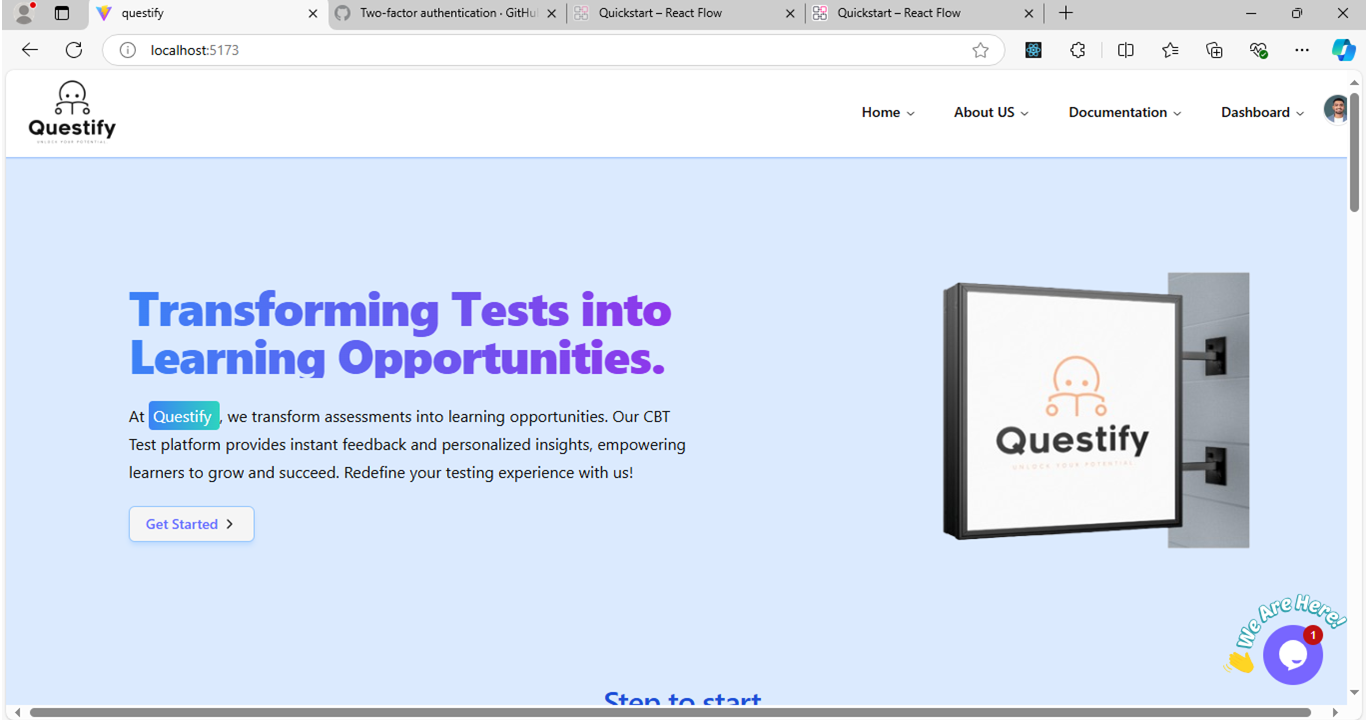 questify
Two-factor authentication · GitHu
Quickstart – React Flow
Quickstart – React Flow
localhost:5173
Questify
UNLOCK YOUR POTENTIAL
Home
About US
Documentation
Dashboard
Transforming Tests into
Learning Opportunities.
At Questify , we transform assessments into learning opportunities. Our CBT
Test platform provides instant feedback and personalized insights, empowering
learners to grow and succeed. Redefine your testing experience with us!
Get Started
Questify
UNLOCK YOUR POTENTINE
We Are Here!
1
Step to start